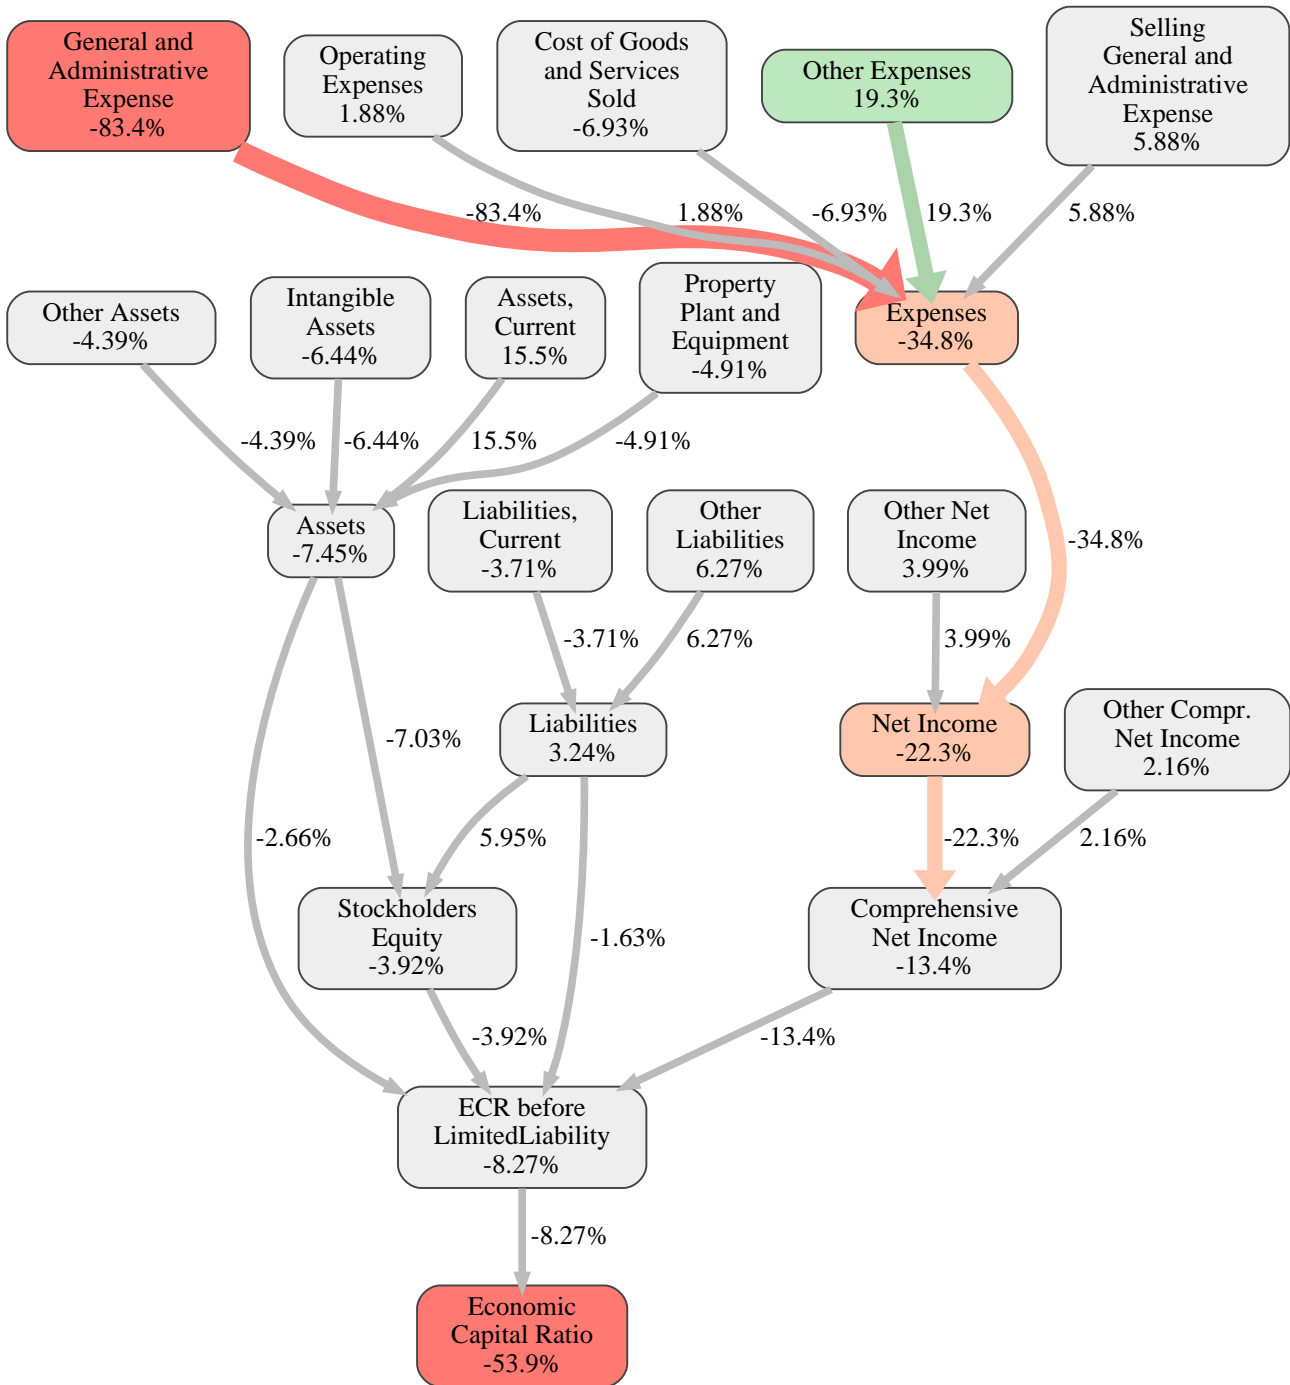 General and
Administrative
Expense
-83.4%
Operating
Expenses
1.88%
Cost of Goods
and Services
Sold
-6.93%
Other Expenses
19.3%
Selling
General and
Administrative
Expense
5.88%
-83.4%
1.88%
-6.93%
19.3%
5.88%
Other Assets
-4.39%
Intangible
Assets
-6.44%
Assets,
Current
15.5%
Property
Plant and
Equipment
-4.91%
Expenses
-34.8%
-4.39%
-6.44%
15.5%
-4.91%
-34.8%
Assets
-7.45%
Liabilities,
Current
-3.71%
Other
Liabilities
6.27%
Other Net
Income
3.99%
-3.71%
6.27%
3.99%
-7.03%
Liabilities
3.24%
Net Income
-22.3%
Other Compr.
Net Income
2.16%
-2.66%
5.95%
-22.3%
2.16%
Stockholders
Equity
-3.92%
-1.63%
Comprehensive
Net Income
-13.4%
-3.92%
-13.4%
ECR before
LimitedLiability
-8.27%
-8.27%
Economic
Capital Ratio
-53.9%